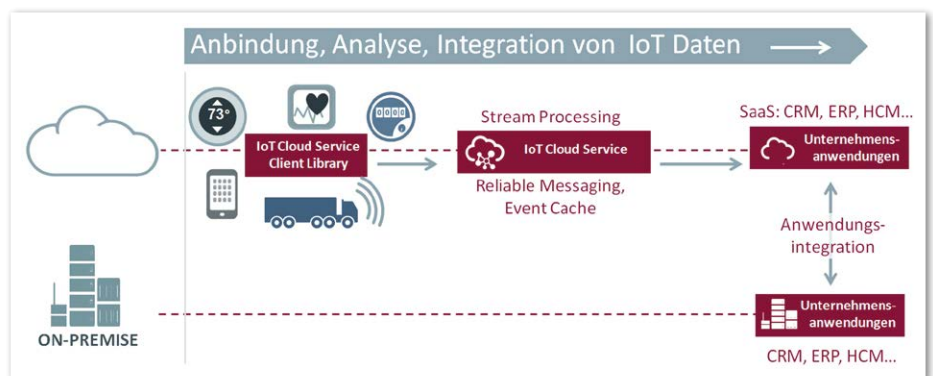 Anbindung, Analyse, Integration von IoT Daten
73°
0000
IoT Cloud Service
Client Library
Stream Processing
IoT Cloud Service
Reliable Messaging,
Event Cache
SaaS: CRM, ERP, HCM...
Unternehmens-
anwendungen
Anwendungs-
integration
ON-PREMISE
Unternehmens-
anwendungen
CRM, ERP, HCM...